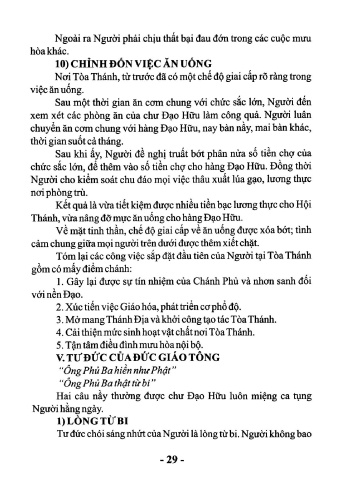 Ngoài ra Người phải chịu thất bại đau đớn trong các cuộc mưu
hòa khác.
10) CHỈNH ĐỐN VIỆC ĂN UỐNG
Nơi Tòa Thánh, từ trước đã có một chế độ giai cấp rõ ràng trong
việc ăn uống.
Sau một thời gian ăn cơm chung với chức sắc lớn, Người đến
xem xét các phòng ăn của chư Đạo Hữu làm công quả. Người luân
chuyển ăn cơm chung với hàng Đạo Hữu, nay bàn nầy, mai bàn khác,
thời gian suốt cả tháng.
Sau khi ấy, Người đề nghị truất bớt phân nửa số tiền chợ của
chức sắc lớn, để thêm vào số tiền chợ cho hàng Đạo Hữu. Đồng thời
Người cho kiểm soát chu đáo mọi việc thâu xuất lúa gạo, lương thực
nơi phòng trù.
Kết quả là vừa tiết kiệm được nhiều tiền bạc lương thực cho Hội
Thánh, vừa nâng đỡ mực ăn uống cho hàng Đạo Hữu.
Về mặt tinh thần, chế độ giai cấp về ăn uống được xóa bớt; tình
cảm chung giữa mọi người trên dưới được thêm xiết chặt.
Tóm lại các công việc sắp đặt đầu tiên của Người tại Tòa Thánh
gồm có mấy điểm chánh:
1. Gây lại được sự tín nhiệm của Chánh Phủ và nhơn sanh đối
với nền Đạo.
2. Xúc tiến việc Giáo hóa, phát triển cơ phổ độ.
3. Mở mang Thánh Địa và khởi công tạo tác Tòa Thánh.
4. Cải thiện mức sinh hoạt vật chất nơi Tòa Thánh.
5. Tận tâm điều đình mưu hòa nội bộ.
V. TƯ ĐỨC CỦA ĐỨC GIÁO TÔNG
“Ông Phủ Ba hiền như Phật”
“Ông Phủ Ba thật từ bi”
Hai câu nầy thường được chư Đạo Hữu luôn miệng ca tụng
Người hằng ngày.
1) LÒNG TỪ BI
Tư đức chói sáng nhứt của Người là lòng từ bi. Người không bao
- 29 -